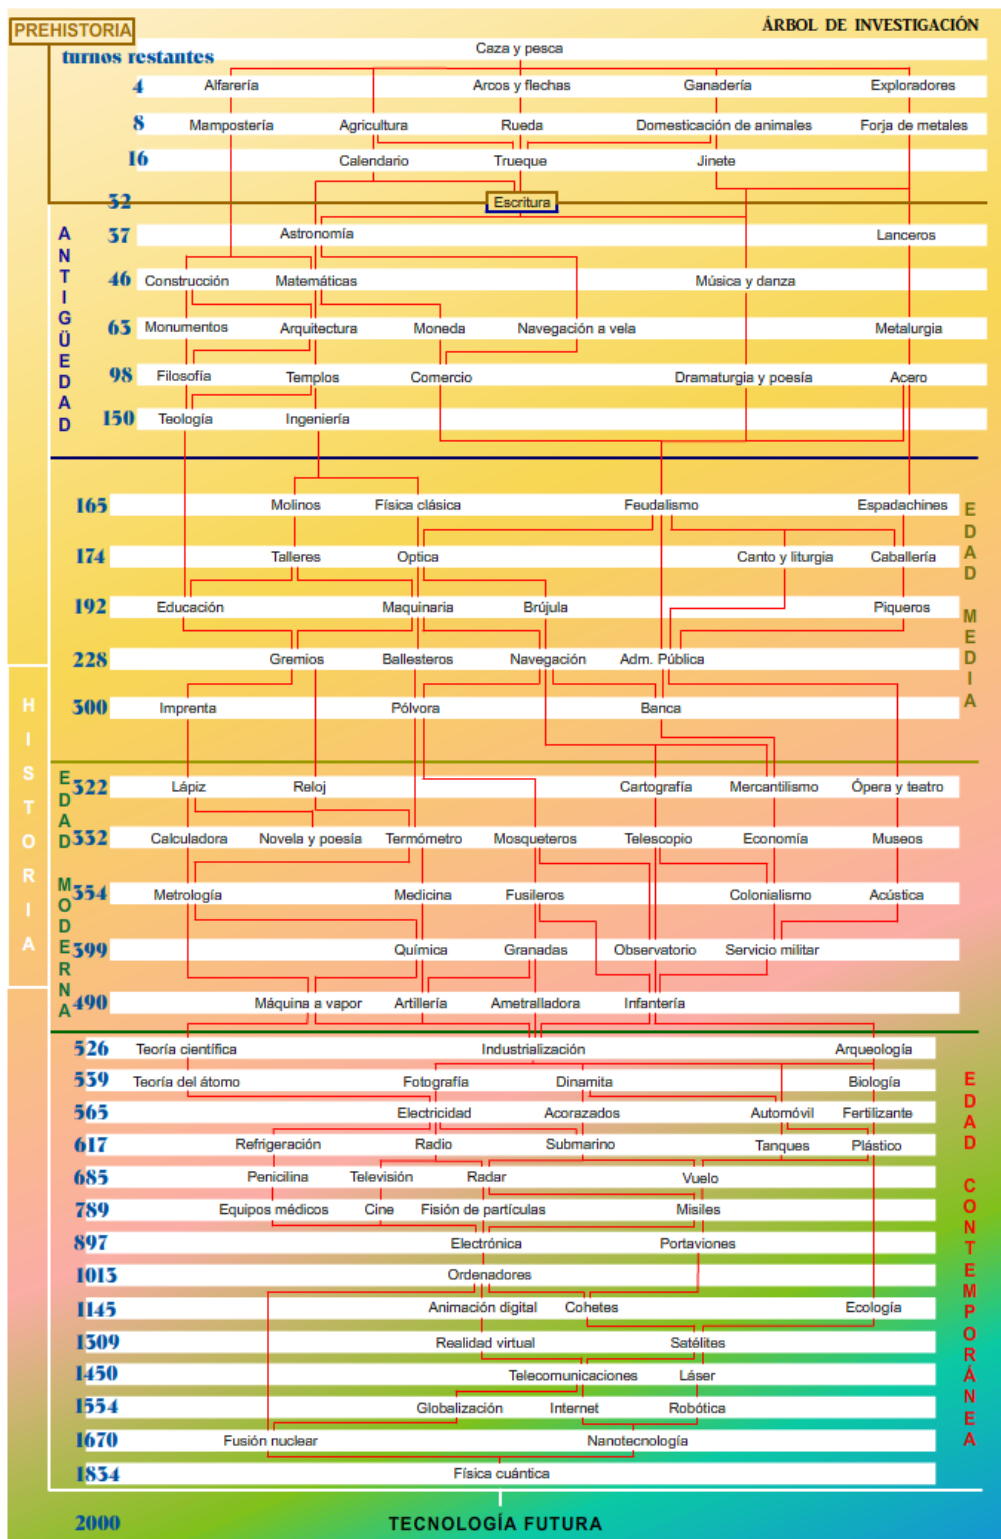 ÁRBOL DE INVESTIGACIÓN
PREHISTORIA
turnos restantes
Caza y pesca
4 Alfarería Arcos y flechas Ganadería Exploradores
8 Mampostería Agricultura Rueda Domesticación de animales Forja de metales
16 Calendario Trueque Jinete
32 Escritura
ANTIGÜEDAD
37 Astronomía Lanceros
46 Construcción Matemáticas Música y danza
63 Monumentos Arquitectura Moneda Navegación a vela Metalurgia
98 Filosofía Templos Comercio Dramaturgia y poesía Acero
150 Teología Ingeniería
EDAD MEDIA
165 Molinos Física clásica Feudalismo Espadachines
174 Talleres Optica Canto y liturgia Caballería
192 Educación Maquinaria Brújula Piqueros
228 Gremios Ballesteros Navegación Adm. Pública
300 Imprenta Pólvora Banca
HISTORIA
EDAD MODERNA
322 Lápiz Reloj Cartografía Mercantilismo Ópera y teatro
332 Calculadora Novela y poesía Termómetro Mosqueteros Telescopio Economía Museos
354 Metrología Medicina Fusileros Colonialismo Acústica
399 Química Granadas Observatorio Servicio militar
490 Máquina a vapor Artillería Ametralladora Infantería
EDAD CONTEMPORÁNEA
526 Teoría científica Industrialización Arqueología
539 Teoría del átomo Fotografía Dinamita Biología
565 Electricidad Acorazados Automóvil Fertilizante
617 Refrigeración Radio Submarino Tanques Plástico
685 Penicilina Televisión Radar Vuelo
789 Equipos médicos Cine Fisión de partículas Misiles
897 Electrónica Portaviones
1013 Ordenadores
1145 Animación digital Cohetes Ecología
1309 Realidad virtual Satélites
1450 Telecomunicaciones Láser
1554 Globalización Internet Robótica
1670 Fusión nuclear Nanotecnología
1834 Física cuántica
2000 TECNOLOGÍA FUTURA